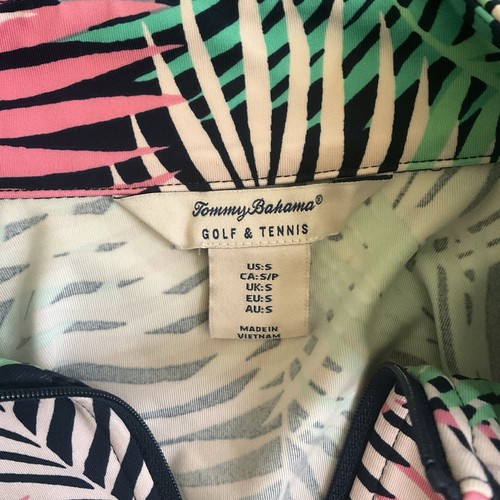 Tommy Bahama®
GOLF & TENNIS
US:S
CA:S/P
UK:S
EU:S
AU:S
MADE IN
VIETNAM